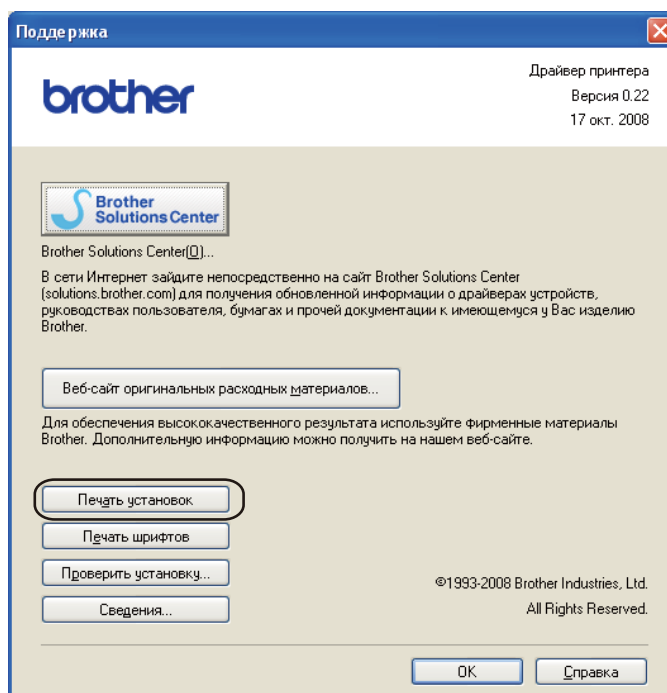 Поддержка
brother
Драйвер принтера
Версия 0.22
17 окт. 2008
Brother
Solutions Center
Brother Solutions Center(O)...
В сети Интернет зайдите непосредственно на сайт Brother Solutions Center
(solutions.brother.com) для получения обновленной информации о драйверах устройств,
руководствах пользователя, бумагах и прочей документации к имеющемуся у Вас изделию
Brother.
Веб-сайт оригинальных расходных материалов...
Для обеспечения высококачественного результата используйте фирменные материалы
Brother. Дополнительную информацию можно получить на нашем веб-сайте.
Печать установок
Печать шрифтов
Проверить установку...
Сведения...
©1993-2008 Brother Industries, Ltd.
All Rights Reserved.
OK
Справка